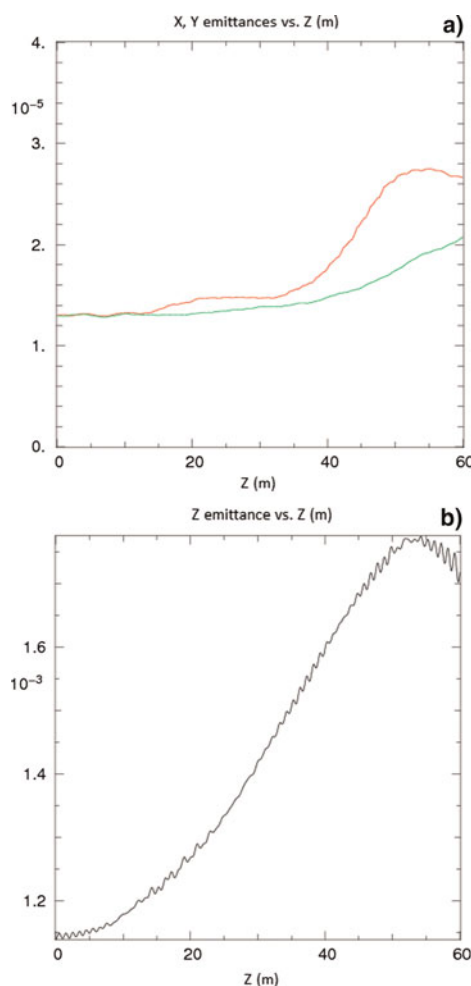 X, Y emittances vs. Z (m)
a)
4.
10⁻⁵
3.
2.
1.
0.
0 20 40 60
Z (m)
Z emittance vs. Z (m)
b)
1.6
10⁻³
1.4
1.2
0 20 40 60
Z (m)